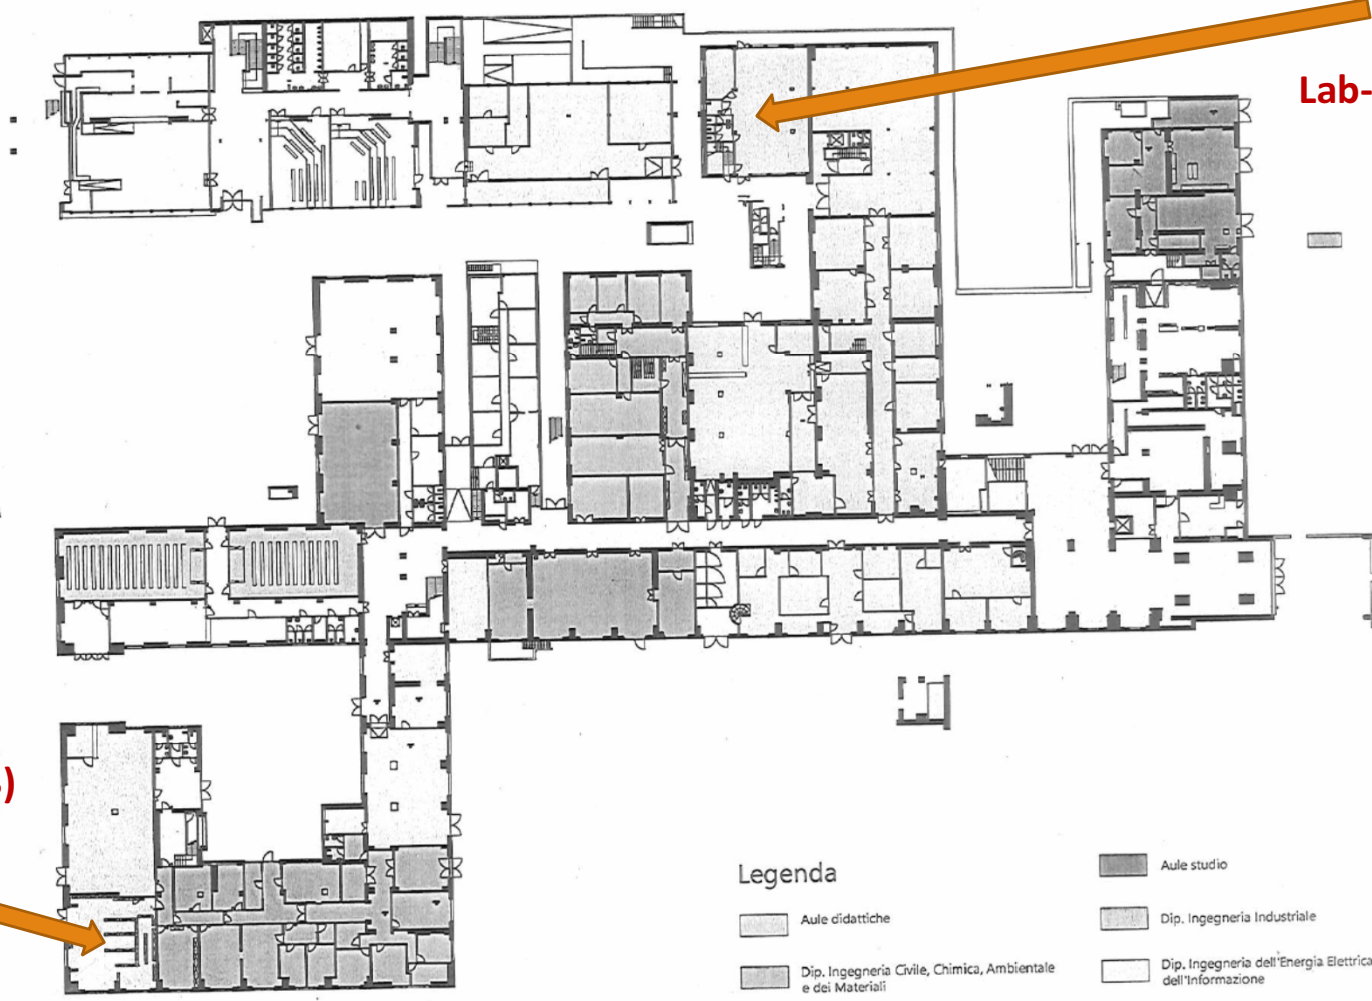 Lab-
)
Legenda
Aule didattiche
Dip. Ingegneria Civile, Chimica, Ambientale
e dei Materiali
Aule studio
Dip. Ingegneria Industriale
Dip. Ingegneria dell'Energia Elettrica
dell'Informazione